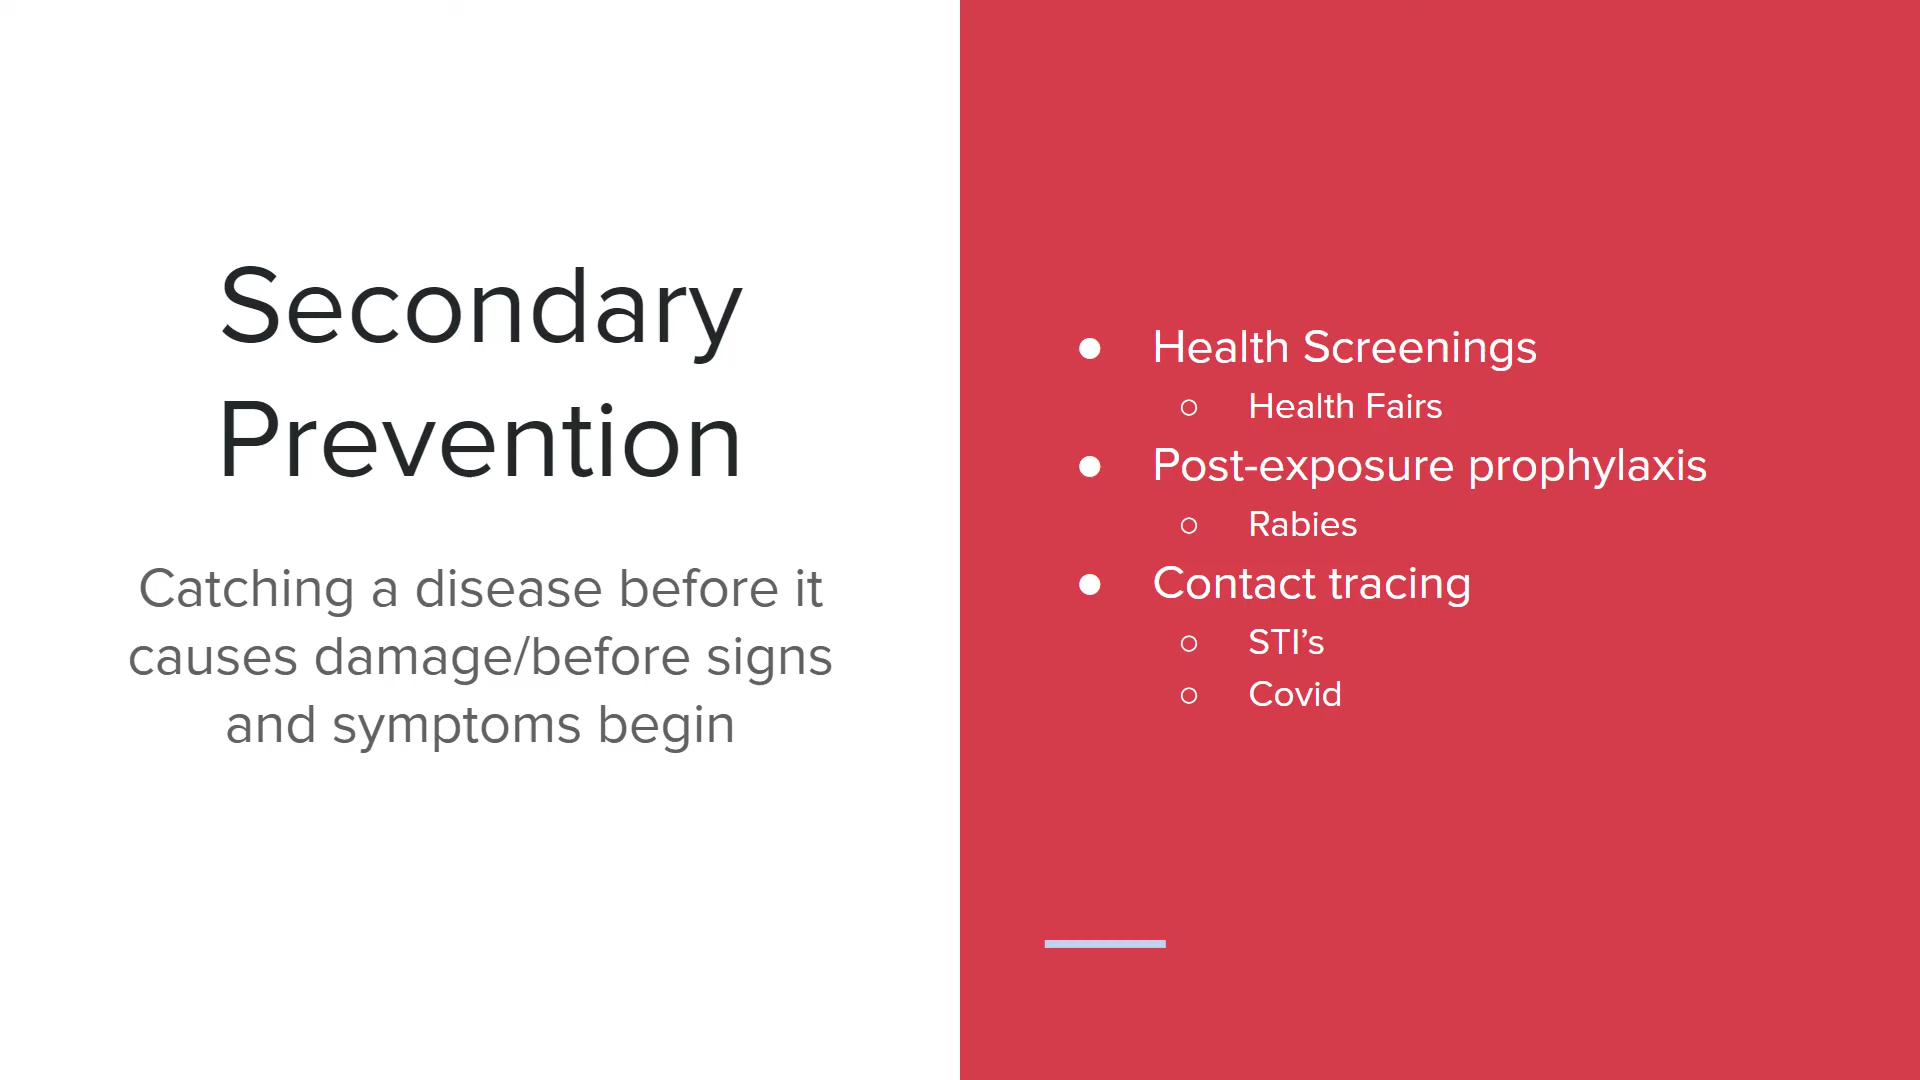 Secondary
Prevention
Catching a disease before it
causes damage/before signs
and symptoms begin
● Health Screenings
○ Health Fairs
● Post-exposure prophylaxis
○ Rabies
● Contact tracing
○ STI’s
○ Covid